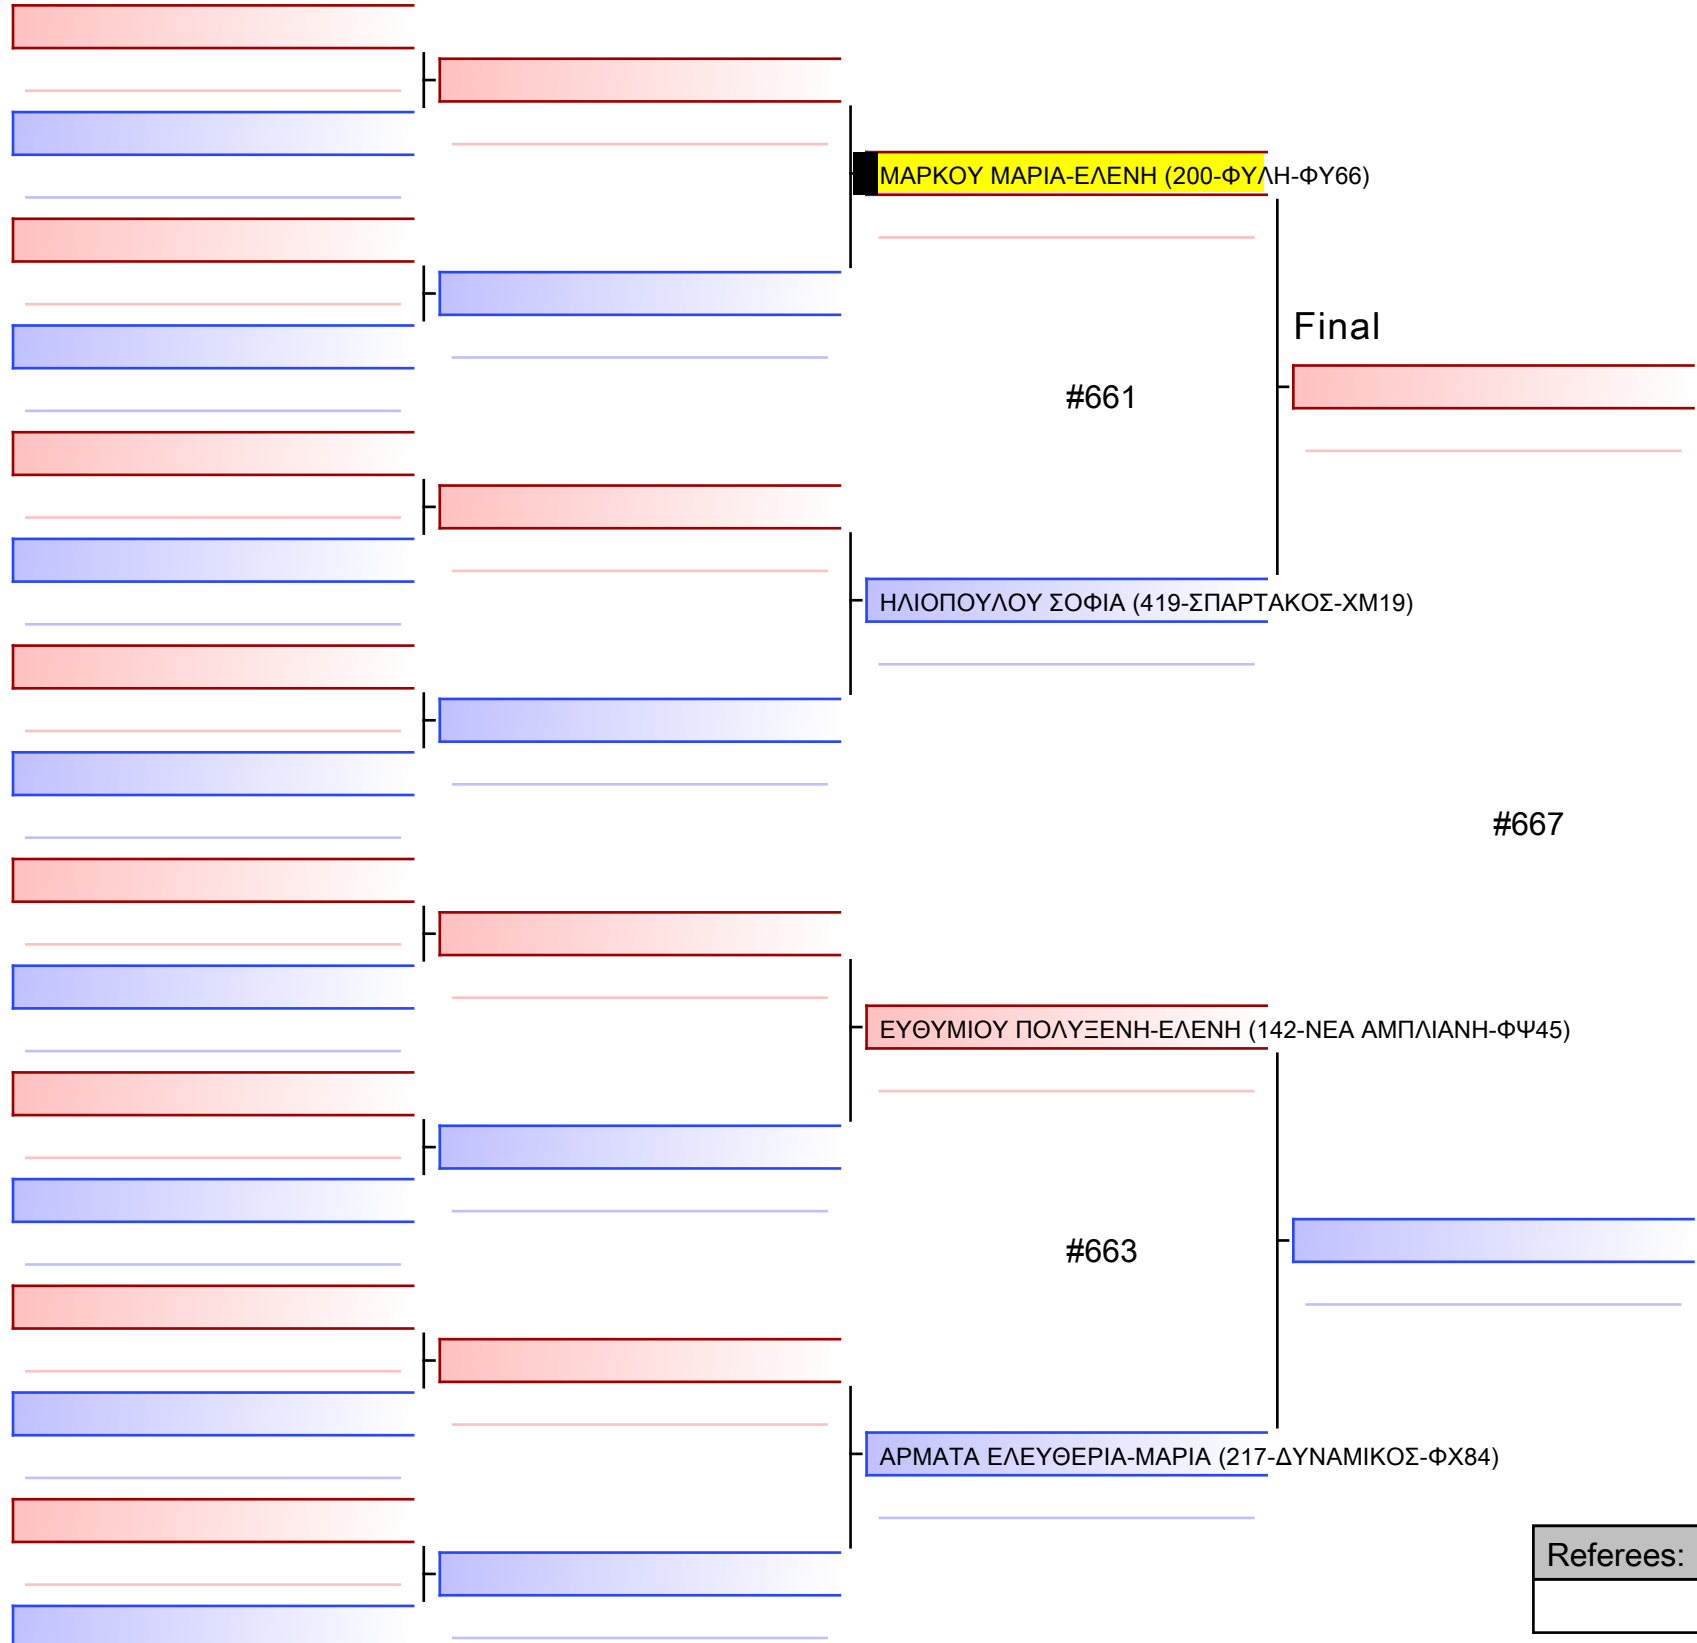 ΜΑΡΚΟΥ ΜΑΡΙΑ-ΕΛΕΝΗ (200-ΦΥΛΗ-ΦΥ66)
Final
#661
ΗΛΙΟΠΟΥΛΟΥ ΣΟΦΙΑ (419-ΣΠΑΡΤΑΚΟΣ-ΧΜ19)
#667
ΕΥΘΥΜΙΟΥ ΠΟΛΥΞΕΝΗ-ΕΛΕΝΗ (142-ΝΕΑ ΑΜΠΛΙΑΝΗ-ΦΨ45)
#663
ΑΡΜΑΤΑ ΕΛΕΥΘΕΡΙΑ-ΜΑΡΙΑ (217-ΔΥΝΑΜΙΚΟΣ-ΦΧ84)
Referees: